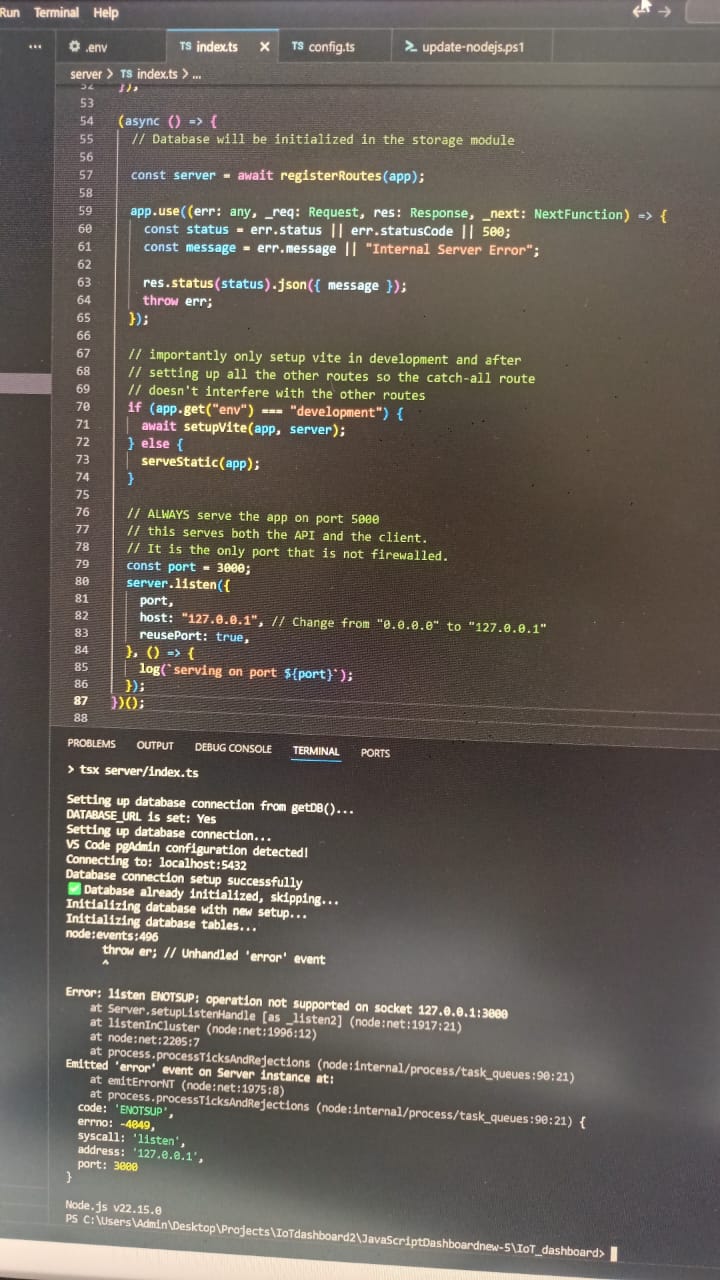 Run Terminal Help
... .env TS index.ts × TS config.ts update-nodejs.ps1
server > TS index.ts > ...
52 });
53
54 (async () => {
55 // Database will be initialized in the storage module
56
57 const server = await registerRoutes(app);
58
59 app.use((err: any, _req: Request, res: Response, _next: NextFunction) => {
60 const status = err.status || err.statusCode || 500;
61 const message = err.message || "Internal Server Error";
62
63 res.status(status).json({ message });
64 throw err;
65 });
66
67 // importantly only setup vite in development and after
68 // setting up all the other routes so the catch-all route
69 // doesn't interfere with the other routes
70 if (app.get("env") === "development") {
71 await setupVite(app, server);
72 } else {
73 serveStatic(app);
74 }
75
76 // ALWAYS serve the app on port 5000
77 // this serves both the API and the client.
78 // It is the only port that is not firewalled.
79 const port = 3000;
80 server.listen({
81 port,
82 host: "127.0.0.1", // Change from "0.0.0.0" to "127.0.0.1"
83 reusePort: true,
84 }, () => {
85 log(`serving on port ${port}`);
86 });
87 })();
88
PROBLEMS OUTPUT DEBUG CONSOLE TERMINAL PORTS
> tsx server/index.ts
Setting up database connection from getDB()...
DATABASE_URL is set: Yes
Setting up database connection...
VS Code pgAdmin configuration detected!
Connecting to: localhost:5432
Database connection setup successfully
✅ Database already initialized, skipping...
Initializing database with new setup...
Initializing database tables...
node:events:496
throw er; // Unhandled 'error' event
^
Error: listen ENOTSUP: operation not supported on socket 127.0.0.1:3000
at Server.setupListenHandle [as _listen2] (node:net:1917:21)
at listenInCluster (node:net:1996:12)
at node:net:2205:7
at process.processTicksAndRejections (node:internal/process/task_queues:90:21)
Emitted 'error' event on Server instance at:
at emitErrorNT (node:net:1975:8)
at process.processTicksAndRejections (node:internal/process/task_queues:90:21) {
code: 'ENOTSUP',
errno: -4049,
syscall: 'listen',
address: '127.0.0.1',
port: 3000
}
Node.js v22.15.0
PS C:\Users\Admin\Desktop\Projects\IoTdashboard2\JavaScriptDashboardnew-5\IoT_dashboard>